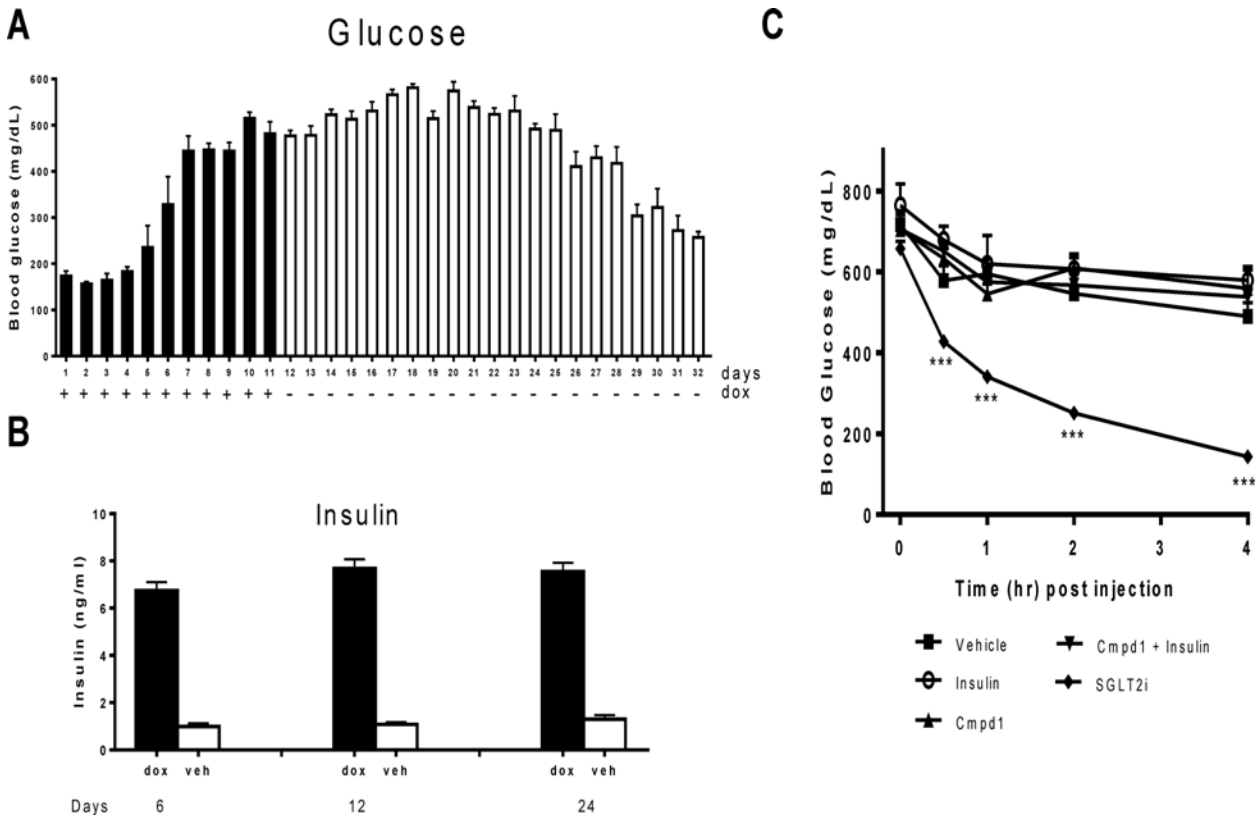 A
Glucose
Blood glucose (mg/dL)
600
500
400
300
200
100
0
1 2 3 4 5 6 7 8 9 10 11 12 13 14 15 16 17 18 19 20 21 22 23 24 25 26 27 28 29 30 31 32 days
+ + + + + + + + + + + - - - - - - - - - - - - - - - - - - - - - dox
B
Insulin
Insulin (ng/ml)
10
8
6
4
2
0
dox veh dox veh dox veh
Days 6 12 24
C
Blood Glucose (mg/dL)
800
600
400
200
0
***
***
***
***
0 1 2 3 4
Time (hr) post injection
Vehicle
Insulin
Cmpd1
Cmpd1 + Insulin
SGLT2i